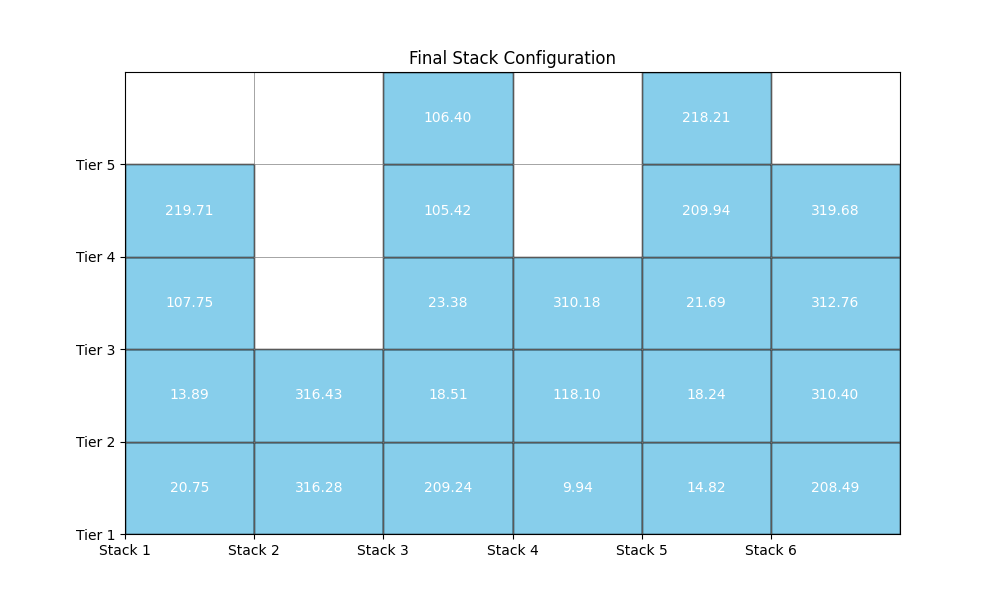 Final Stack Configuration
106.40 218.21
Tier 5
219.71 105.42 209.94 319.68
Tier 4
107.75 23.38 310.18 21.69 312.76
Tier 3
13.89 316.43 18.51 118.10 18.24 310.40
Tier 2
20.75 316.28 209.24 9.94 14.82 208.49
Tier 1
Stack 1 Stack 2 Stack 3 Stack 4 Stack 5 Stack 6